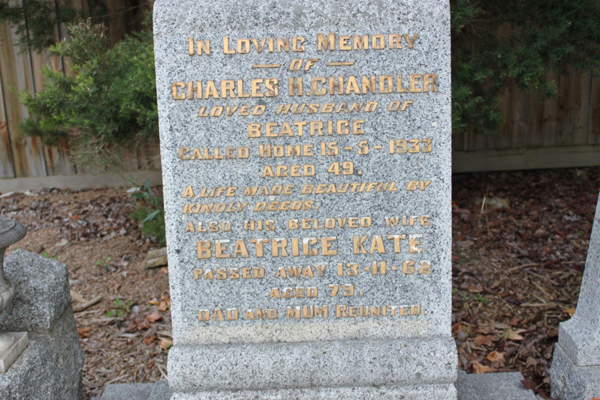 IN LOVING MEMORY
— OF —
CHARLES H. CHANDLER
LOVED HUSBAND OF
BEATRICE
CALLED HOME 15-5-1933
AGED 49.
A LIFE MADE BEAUTIFUL BY
KINDLY DEEDS.
ALSO HIS BELOVED WIFE
BEATRICE KATE
PASSED AWAY 13-11-62
AGED 79.
DAD AND MUM REUNITED.